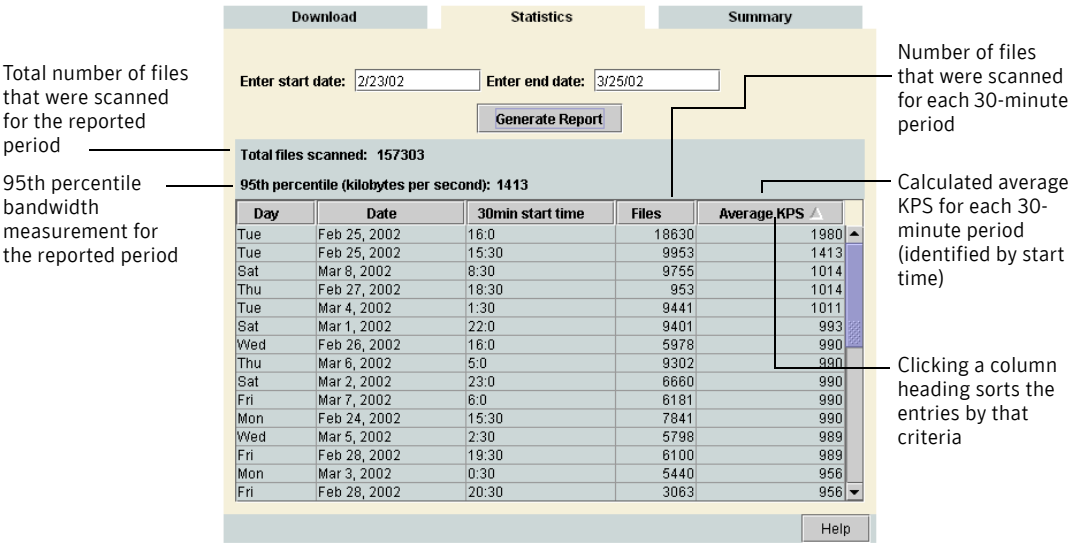 Download Statistics Summary
Total number of files
that were scanned
for the reported
period
95th percentile
bandwidth
measurement for
the reported period
Enter start date: 2/23/02 Enter end date: 3/25/02
Generate Report
Total files scanned: 157303
95th percentile (kilobytes per second): 1413
Day Date 30min start time Files Average KPS
Tue Feb 25, 2002 16:0 18630 1980
Tue Feb 25, 2002 15:30 9953 1413
Sat Mar 8, 2002 8:30 9755 1014
Thu Feb 27, 2002 18:30 953 1014
Tue Mar 4, 2002 1:30 9441 1011
Sat Mar 1, 2002 22:0 9401 993
Wed Feb 26, 2002 16:0 5978 990
Thu Mar 6, 2002 5:0 9302 990
Sat Mar 2, 2002 23:0 6660 990
Fri Mar 7, 2002 6:0 6181 990
Mon Feb 24, 2002 15:30 7841 990
Wed Mar 5, 2002 2:30 5798 989
Fri Feb 28, 2002 19:30 6100 989
Mon Mar 3, 2002 0:30 5440 956
Fri Feb 28, 2002 20:30 3063 956
Help
Number of files
that were scanned
for each 30-minute
period
Calculated average
KPS for each 30-
minute period
(identified by start
time)
Clicking a column
heading sorts the
entries by that
criteria